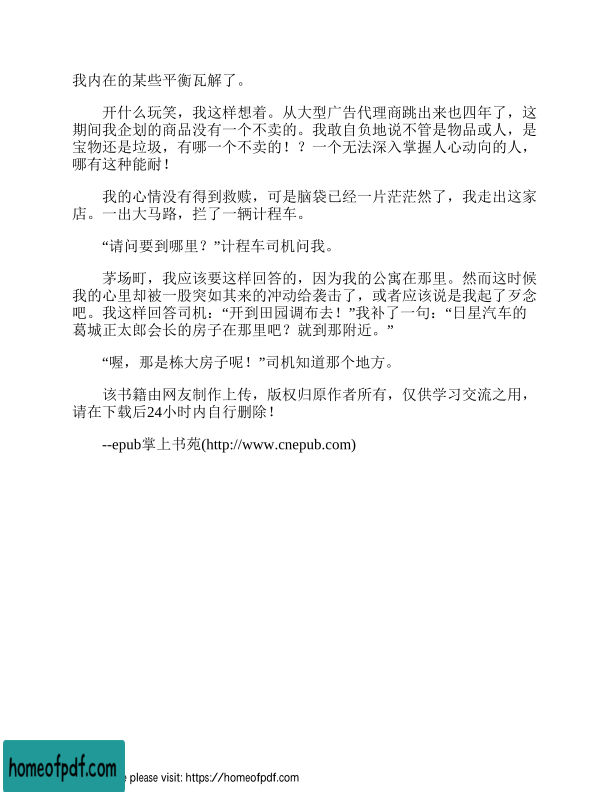 我内在的某些平衡瓦解了。
开什么玩笑，我这样想着。从大型广告代理商跳出来也四年了，这
期间我企划的商品没有一个不卖的。我敢自负地说不管是物品或人，是
宝物还是垃圾，有哪一个不卖的！？一个无法深入掌握人心动向的人，
哪有这种能耐！
我的心情没有得到救赎，可是脑袋已经一片茫茫然了，我走出这家
店。一出大马路，拦了一辆计程车。
“请问要到哪里？”计程车司机问我。
茅场町，我应该要这样回答的，因为我的公寓在那里。然而这时候
我的心里却被一股突如其来的冲动给袭击了，或者应该说是我起了歹念
吧。我这样回答司机：“开到田园调布去！”我补了一句：“日星汽车的
葛城正太郎会长的房子在那里吧？就到那附近。”
“喔，那是栋大房子呢！”司机知道那个地方。
该书籍由网友制作上传，版权归原作者所有，仅供学习交流之用，
请在下载后24小时内自行删除！
--epub掌上书苑(http://www.cnepub.com)
homeofpdf.com
e please visit: https://homeofpdf.com